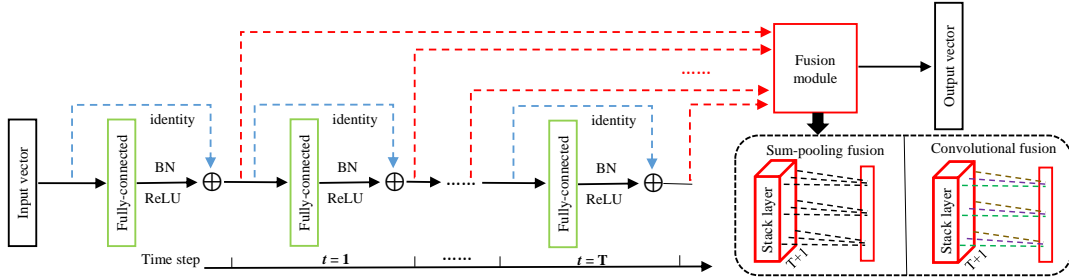 Input vector
Fully-connected
identity
BN
ReLU
Fully-connected
identity
BN
ReLU
......
Fully-connected
identity
BN
ReLU
......
Fusion
module
Output vector
Sum-pooling fusion
Stack layer
T+1
Convolutional fusion
Stack layer
T+1
Time step
t = 1
......
t = T